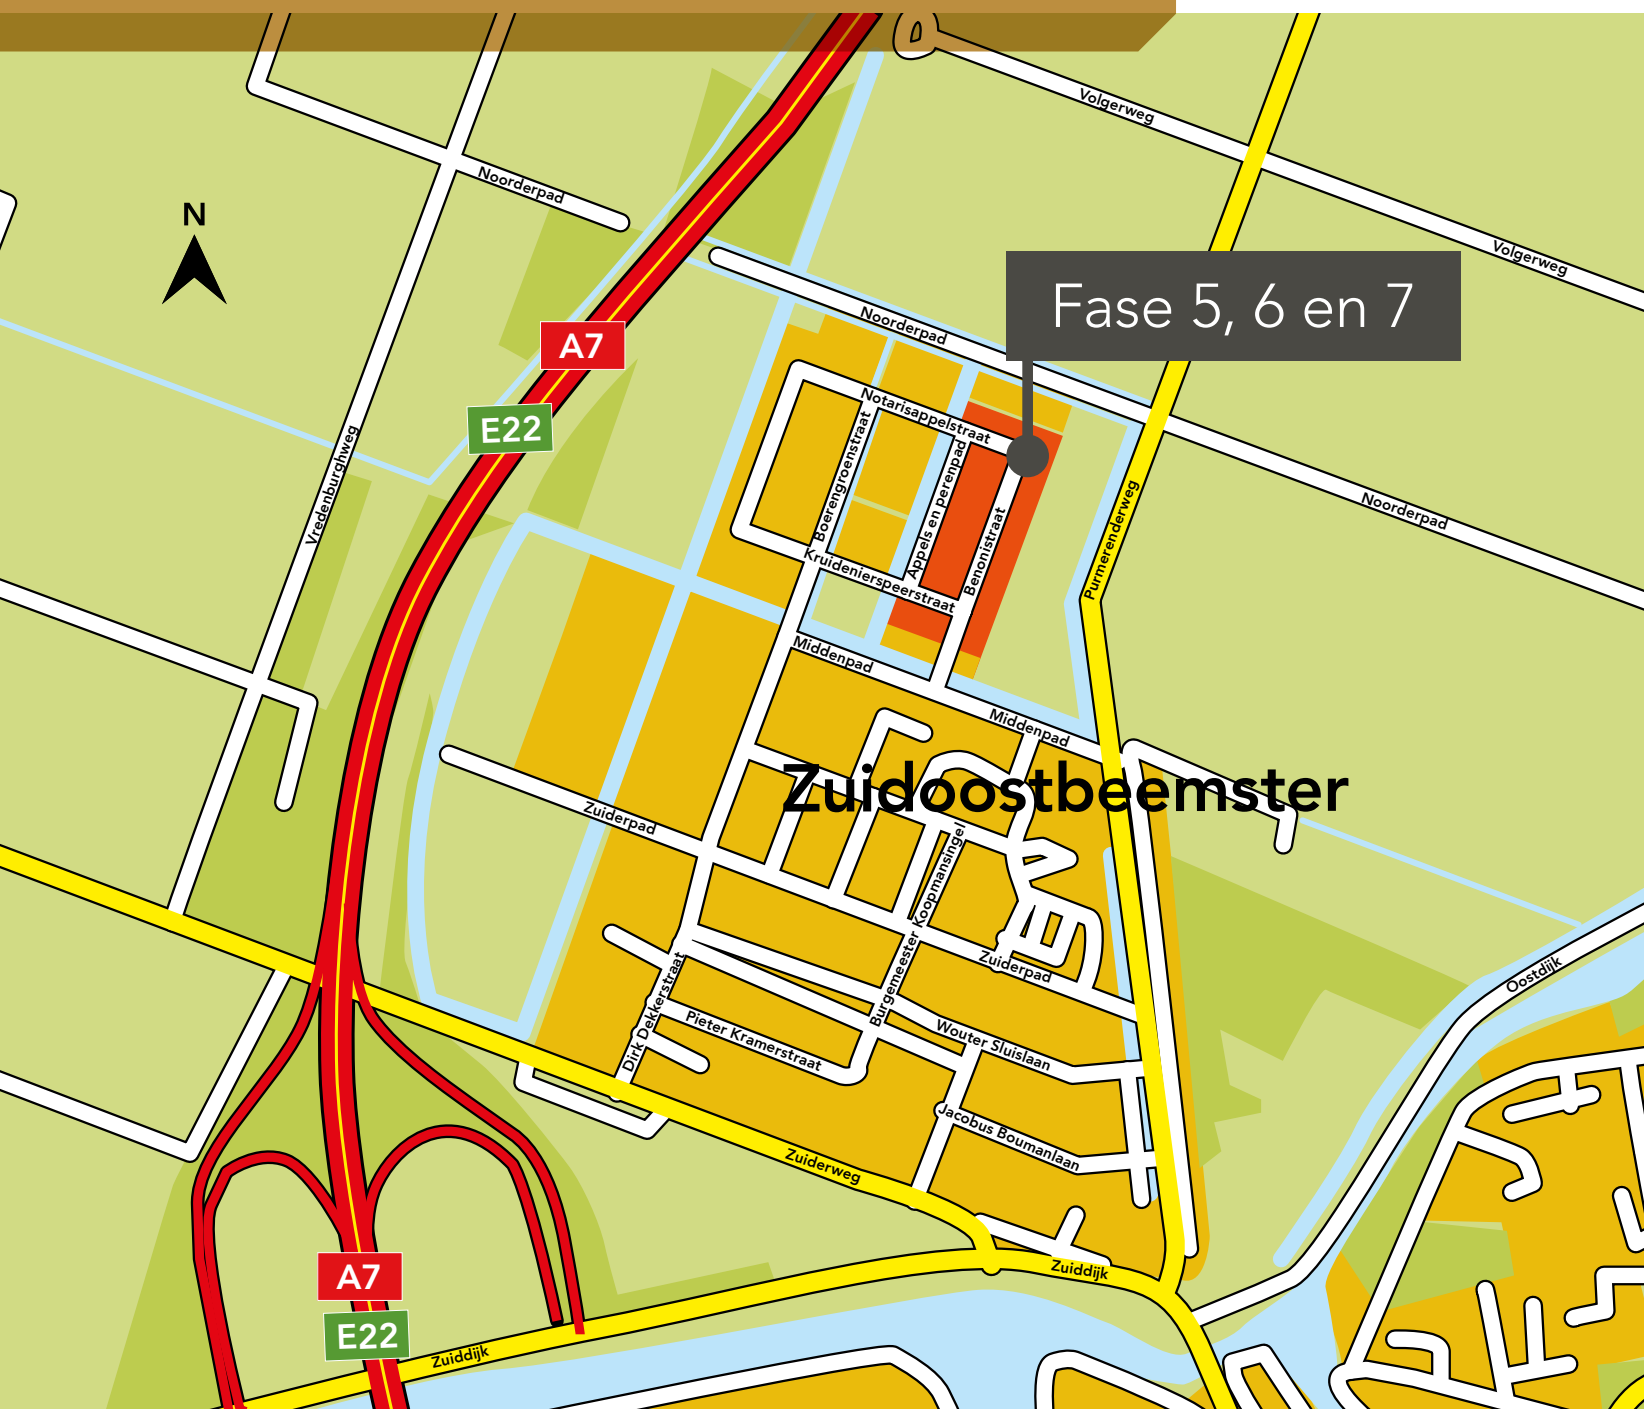 Volgerweg
Noorderpad
N
Volgerweg
Fase 5, 6 en 7
Noorderpad
A7
E22
Notarisappelstraat
Boerengroenstraat
Appels en perenpad
Vredenburghweg
Purmerenderweg
Noorderpad
Benonistraat
Kruidenierspeerstraat
Middenpad
Middenpad
Zuidoostbeemster
Zuiderpad
Burgemeester Koopmansingel
Zuiderpad
Oostdijk
Dirk Dekkerstraat
Pieter Kramerstraat
Wouter Sluislaan
Jacobus Boumanlaan
Zuiderweg
Zuiddijk
A7
E22
Zuiddijk